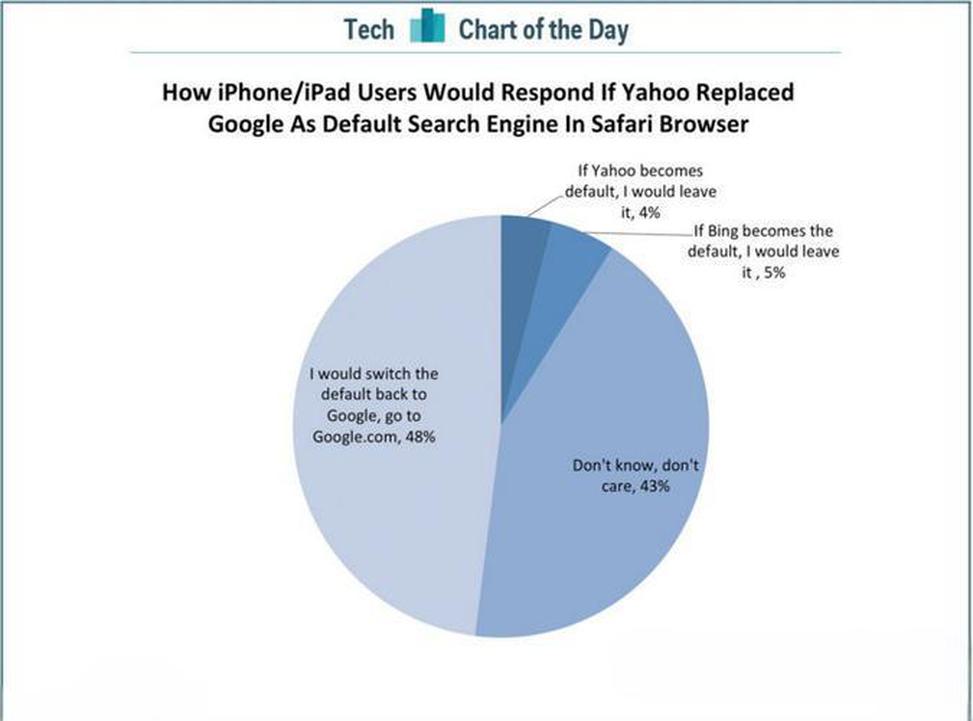 Tech Chart of the Day
How iPhone/iPad Users Would Respond If Yahoo Replaced
Google As Default Search Engine In Safari Browser
If Yahoo becomes
default, I would leave
it, 4%
If Bing becomes the
default, I would leave
it , 5%
I would switch the
default back to
Google, go to
Google.com, 48%
Don't know, don't
care, 43%